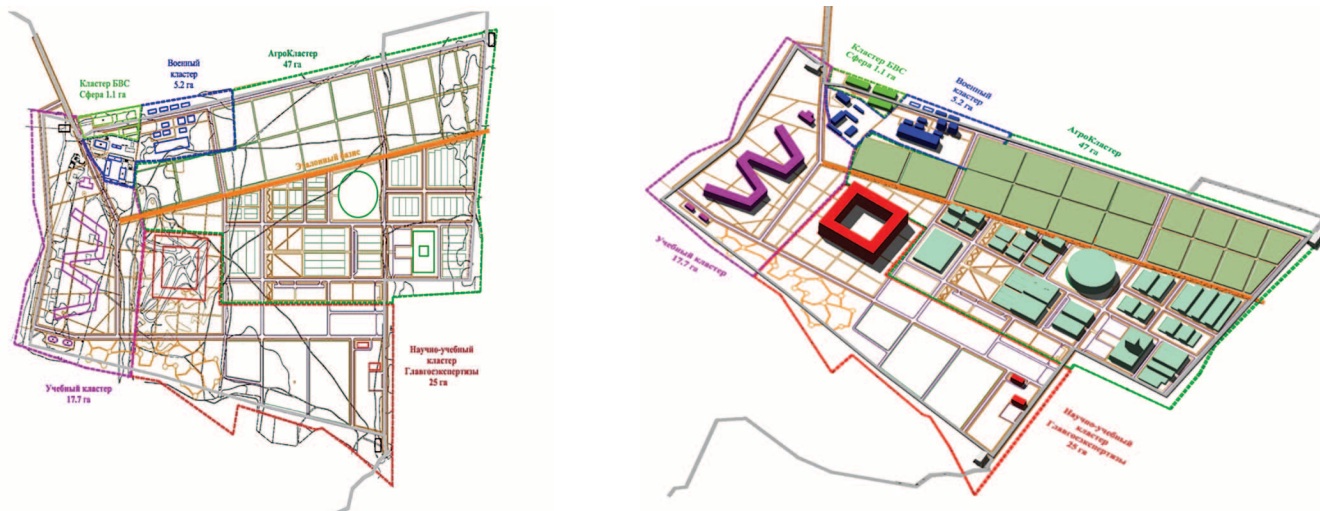 АгроКластер
47 га
Военный
кластер
5.2 га
Кластер БВС
Сфера 1.1 га
Научно-учебный
кластер
Главгосэкспертизы
25 га
Учебный кластер
17.7 га
Кластер БВС
Сфера 1.1 га
Военный
кластер
5.2 га
АгроКластер
47 га
Учебный кластер
17.7 га
Научно-учебный
кластер
Главгосэкспертизы
25 га